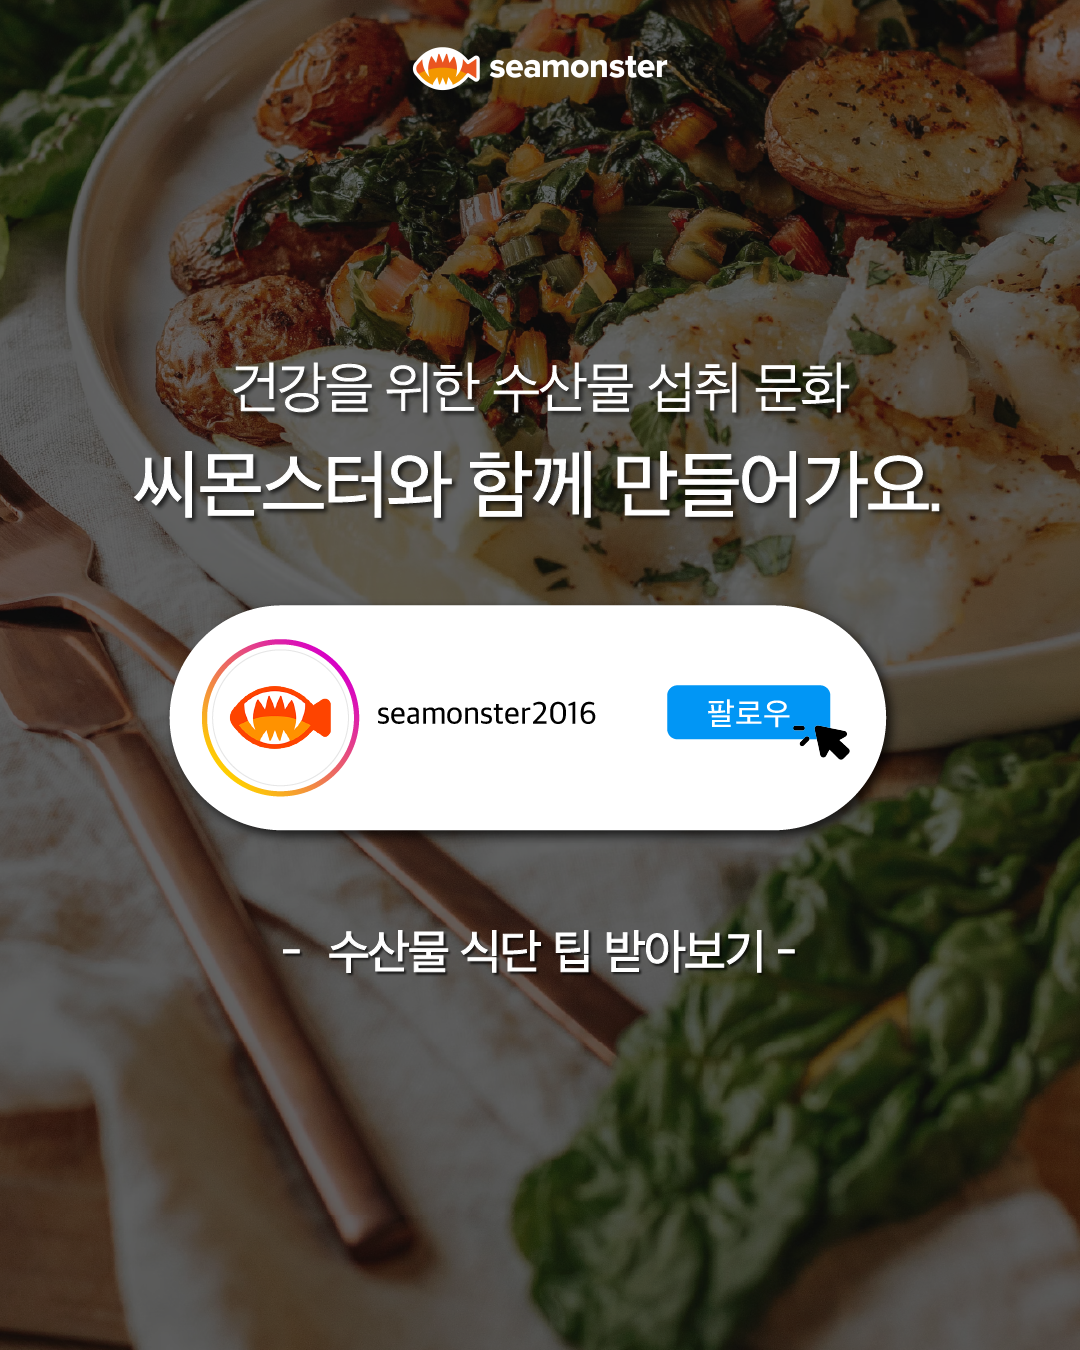 seamonster
건강을 위한 수산물 섭취 문화
씨몬스터와 함께 만들어가요.
seamonster2016
팔로우
- 수산물 식단 팁 받아보기 -